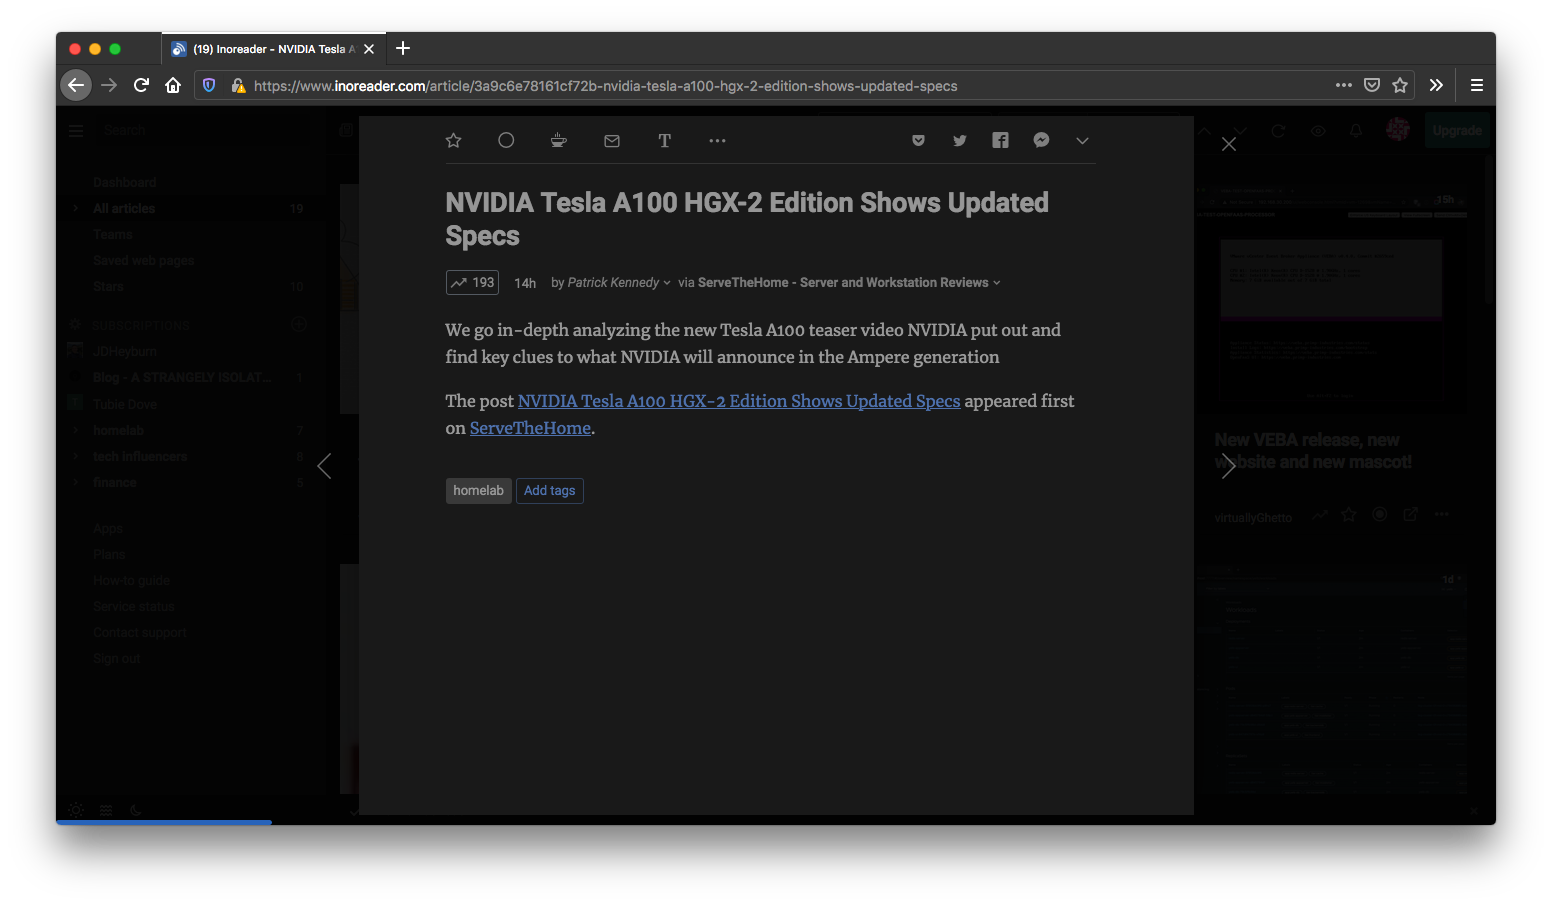 (19) Inoreader - NVIDIA Tesla A
https://www.inoreader.com/article/3a9c6e78161cf72b-nvidia-tesla-a100-hgx-2-edition-shows-updated-specs
Search
Upgrade
Dashboard
All articles 19
Teams
Saved web pages
Stars 10
SUBSCRIPTIONS
JDHeyburn
Blog - A STRANGELY ISOLAT... 1
Tubie Dove
homelab 7
tech influencers 8
finance 5
Apps
Plans
How-to guide
Service status
Contact support
Sign out
NVIDIA Tesla A100 HGX-2 Edition Shows Updated
Specs
193 14h by Patrick Kennedy via ServeTheHome - Server and Workstation Reviews
We go in-depth analyzing the new Tesla A100 teaser video NVIDIA put out and
find key clues to what NVIDIA will announce in the Ampere generation
The post NVIDIA Tesla A100 HGX-2 Edition Shows Updated Specs appeared first
on ServeTheHome.
homelab Add tags
15h
New VEBA release, new
website and new mascot!
virtuallyGhetto
1d